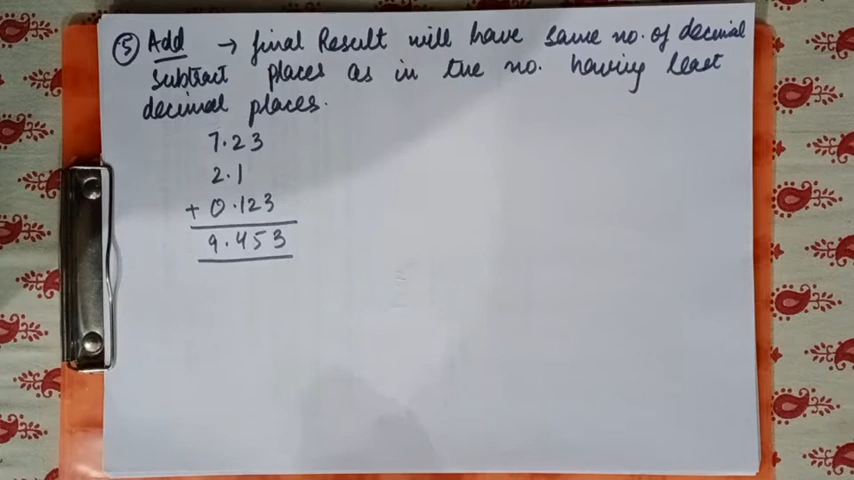 ⑤ Add → final Result will have same no. of decimal
subtract places as in the no. having least
decimal places.
7.23
2.1
+ 0.123
9.453